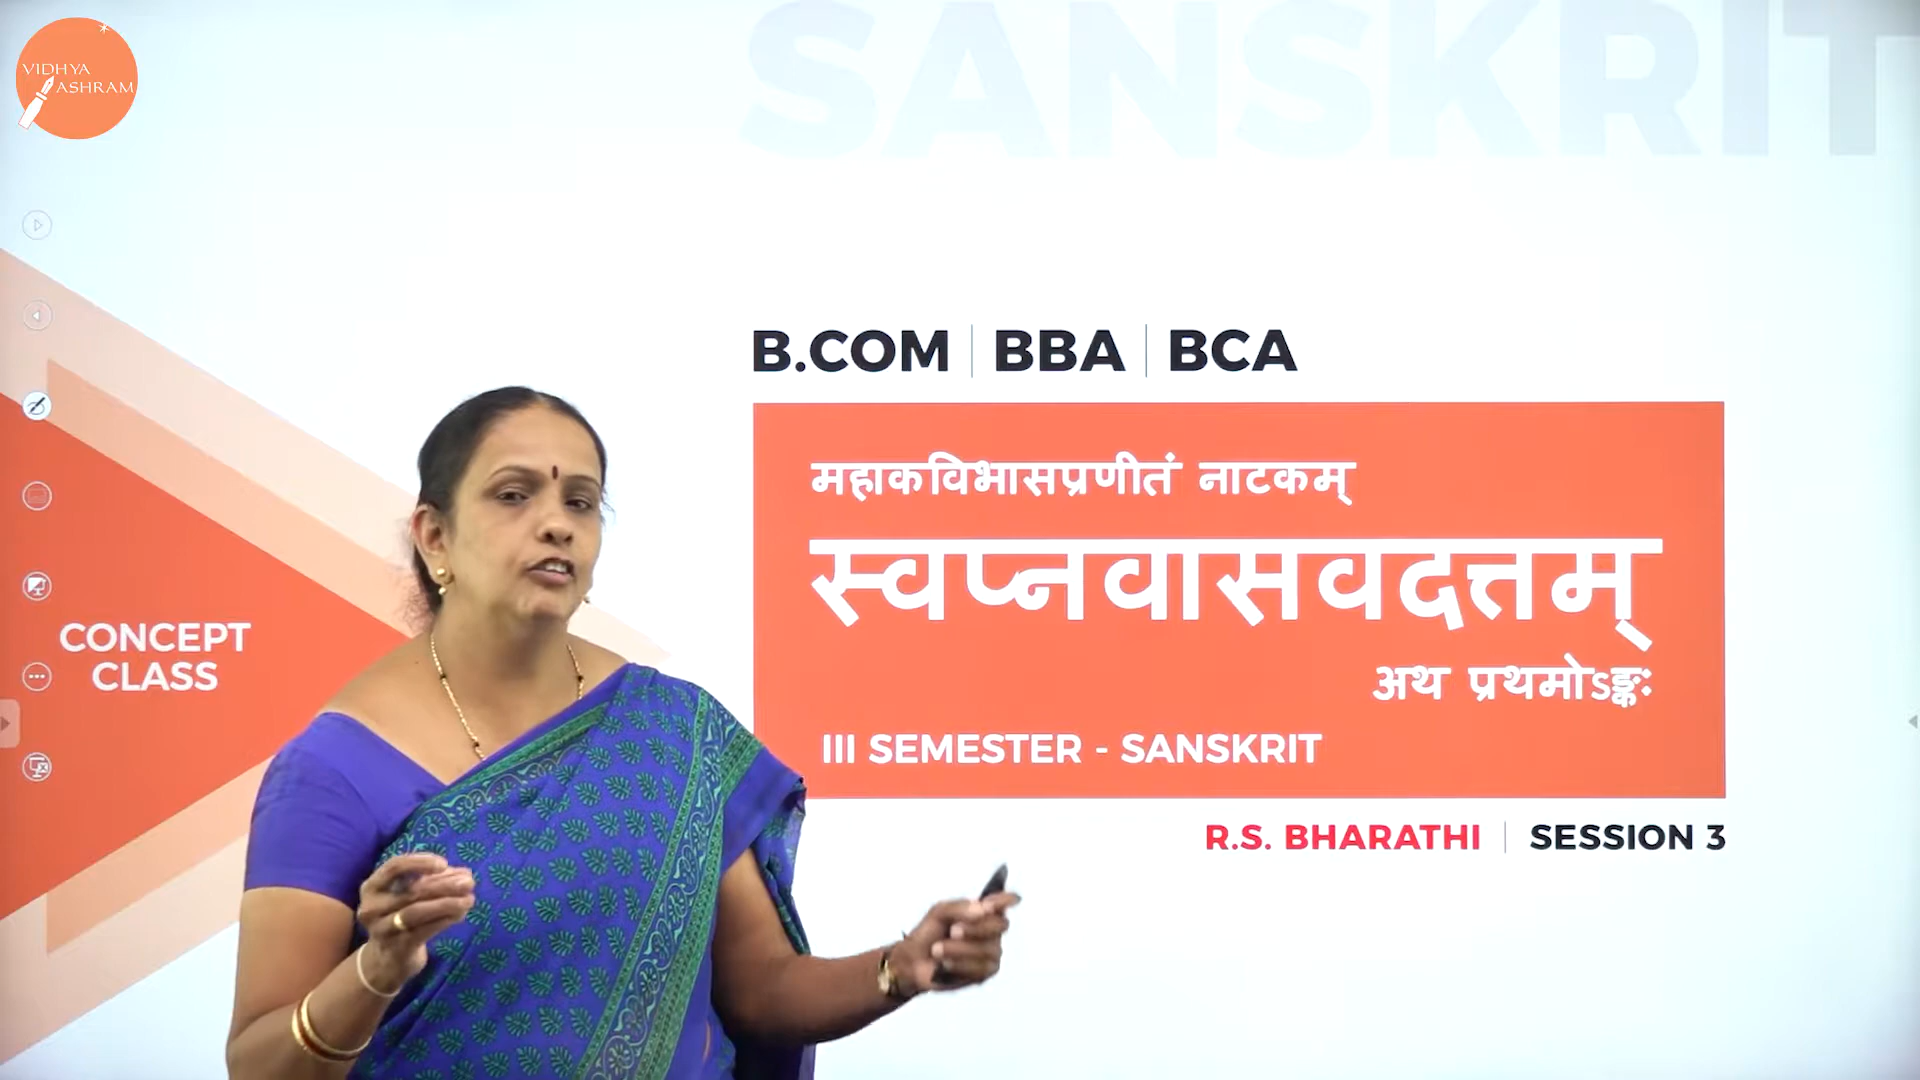 VIDHYA
ASHRAM
SANSKRIT
B.COM | BBA | BCA
महाकविभासप्रणीतं नाटकम्
स्वप्नवासवदत्तम्
अथ प्रथमोऽङ्कः
III SEMESTER - SANSKRIT
R.S. BHARATHI | SESSION 3
CONCEPT
CLASS